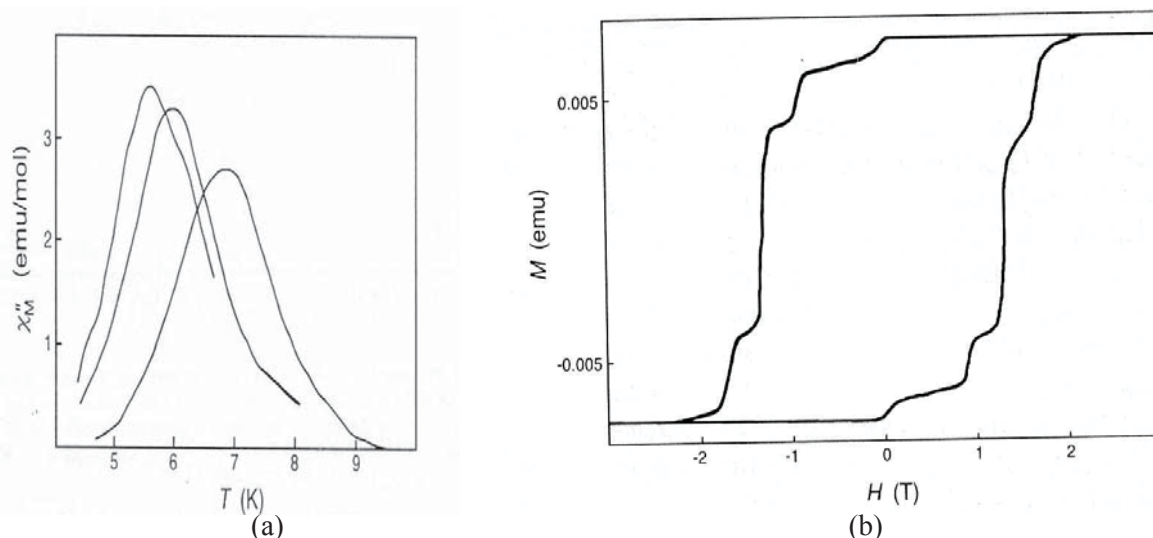 3
2
1
χ″M (emu/mol)
5 6 7 8 9
T (K)
(a)
0.005
-0.005
M (emu)
-2 -1 0 1 2
H (T)
(b)